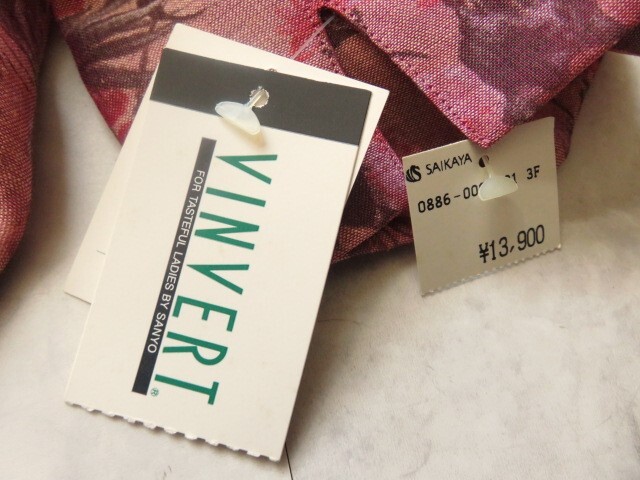 VINVERT®
FOR TASTEFUL LADIES BY SANYO
SAIKAYA
3F
¥13,900